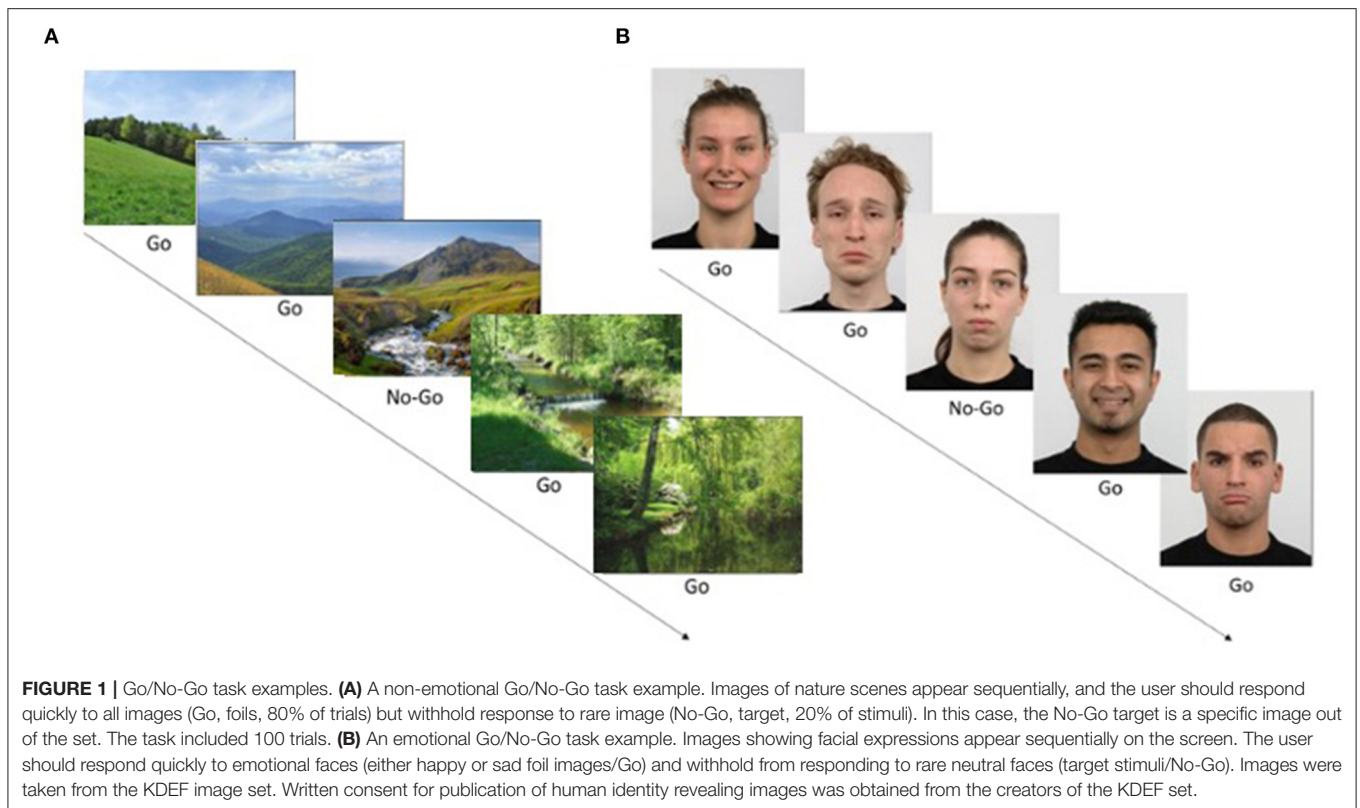 A
B
Go
Go
No-Go
Go
Go
Go
Go
No-Go
Go
Go
FIGURE 1 | Go/No-Go task examples. (A) A non-emotional Go/No-Go task example. Images of nature scenes appear sequentially, and the user should respond
quickly to all images (Go, foils, 80% of trials) but withhold response to rare image (No-Go, target, 20% of stimuli). In this case, the No-Go target is a specific image out
of the set. The task included 100 trials. (B) An emotional Go/No-Go task example. Images showing facial expressions appear sequentially on the screen. The user
should respond quickly to emotional faces (either happy or sad foil images/Go) and withhold from responding to rare neutral faces (target stimuli/No-Go). Images were
taken from the KDEF image set. Written consent for publication of human identity revealing images was obtained from the creators of the KDEF set.